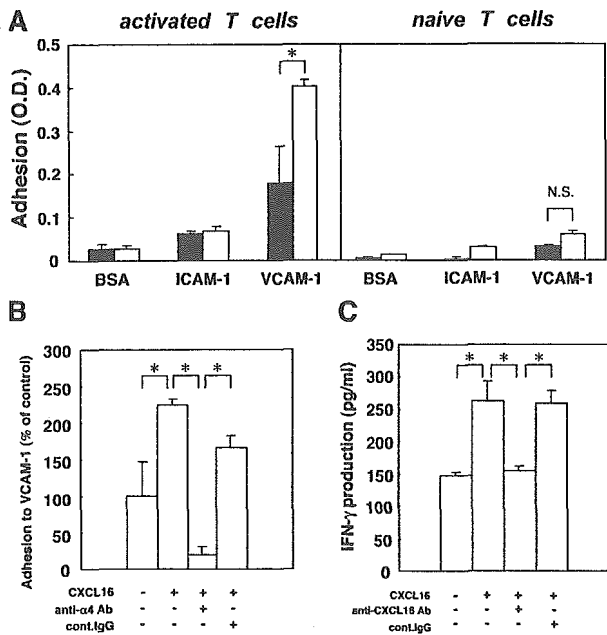 A activated T cells naive T cells
Adhesion (O.D.)
0.5
0.4
0.3
0.2
0.1
0
*
N.S.
BSA ICAM-1 VCAM-1 BSA ICAM-1 VCAM-1
B
Adhesion to VCAM-1 (% of control)
300
250
200
150
100
50
0
* * *
CXCL16 - + + +
anti-α4 Ab - - + -
cont.IgG - - - +
C
IFN-γ production (pg/ml)
350
300
250
200
150
100
50
0
* * *
CXCL16 - + + +
anti-CXCL16 Ab - - + -
cont.IgG - - - +